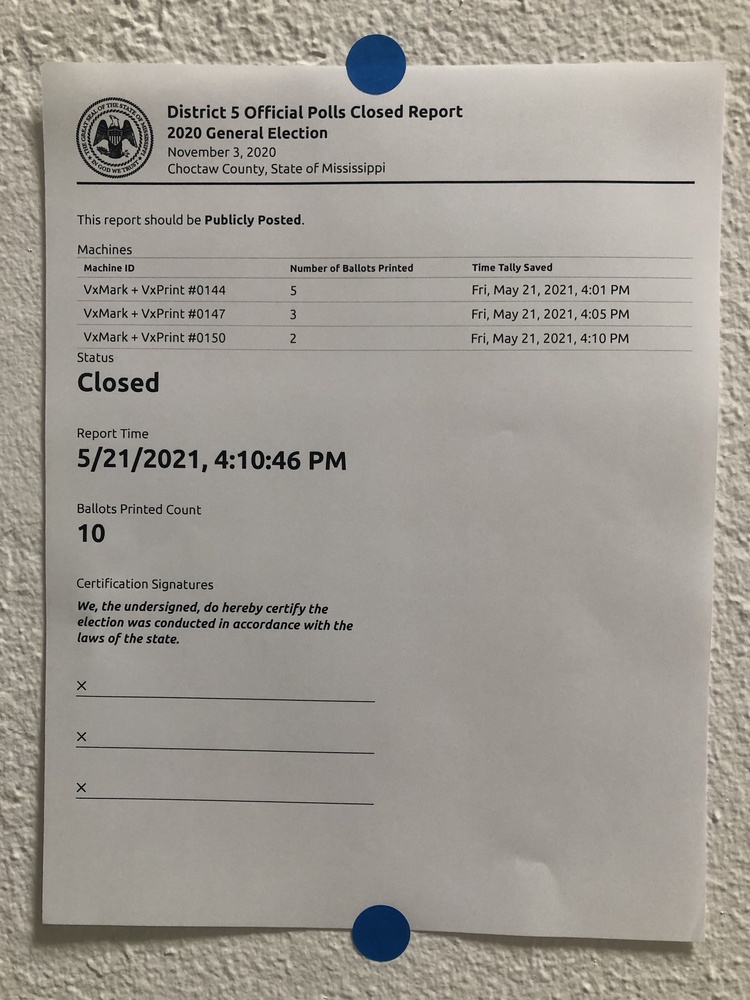 THE GREAT SEAL OF THE STATE OF MISSISSIPPI
IN GOD WE TRUST
District 5 Official Polls Closed Report
2020 General Election
November 3, 2020
Choctaw County, State of Mississippi
This report should be Publicly Posted.
Machines
Machine ID Number of Ballots Printed Time Tally Saved
VxMark + VxPrint #0144 5 Fri, May 21, 2021, 4:01 PM
VxMark + VxPrint #0147 3 Fri, May 21, 2021, 4:05 PM
VxMark + VxPrint #0150 2 Fri, May 21, 2021, 4:10 PM
Status
Closed
Report Time
5/21/2021, 4:10:46 PM
Ballots Printed Count
10
Certification Signatures
We, the undersigned, do hereby certify the
election was conducted in accordance with the
laws of the state.
X
X
X